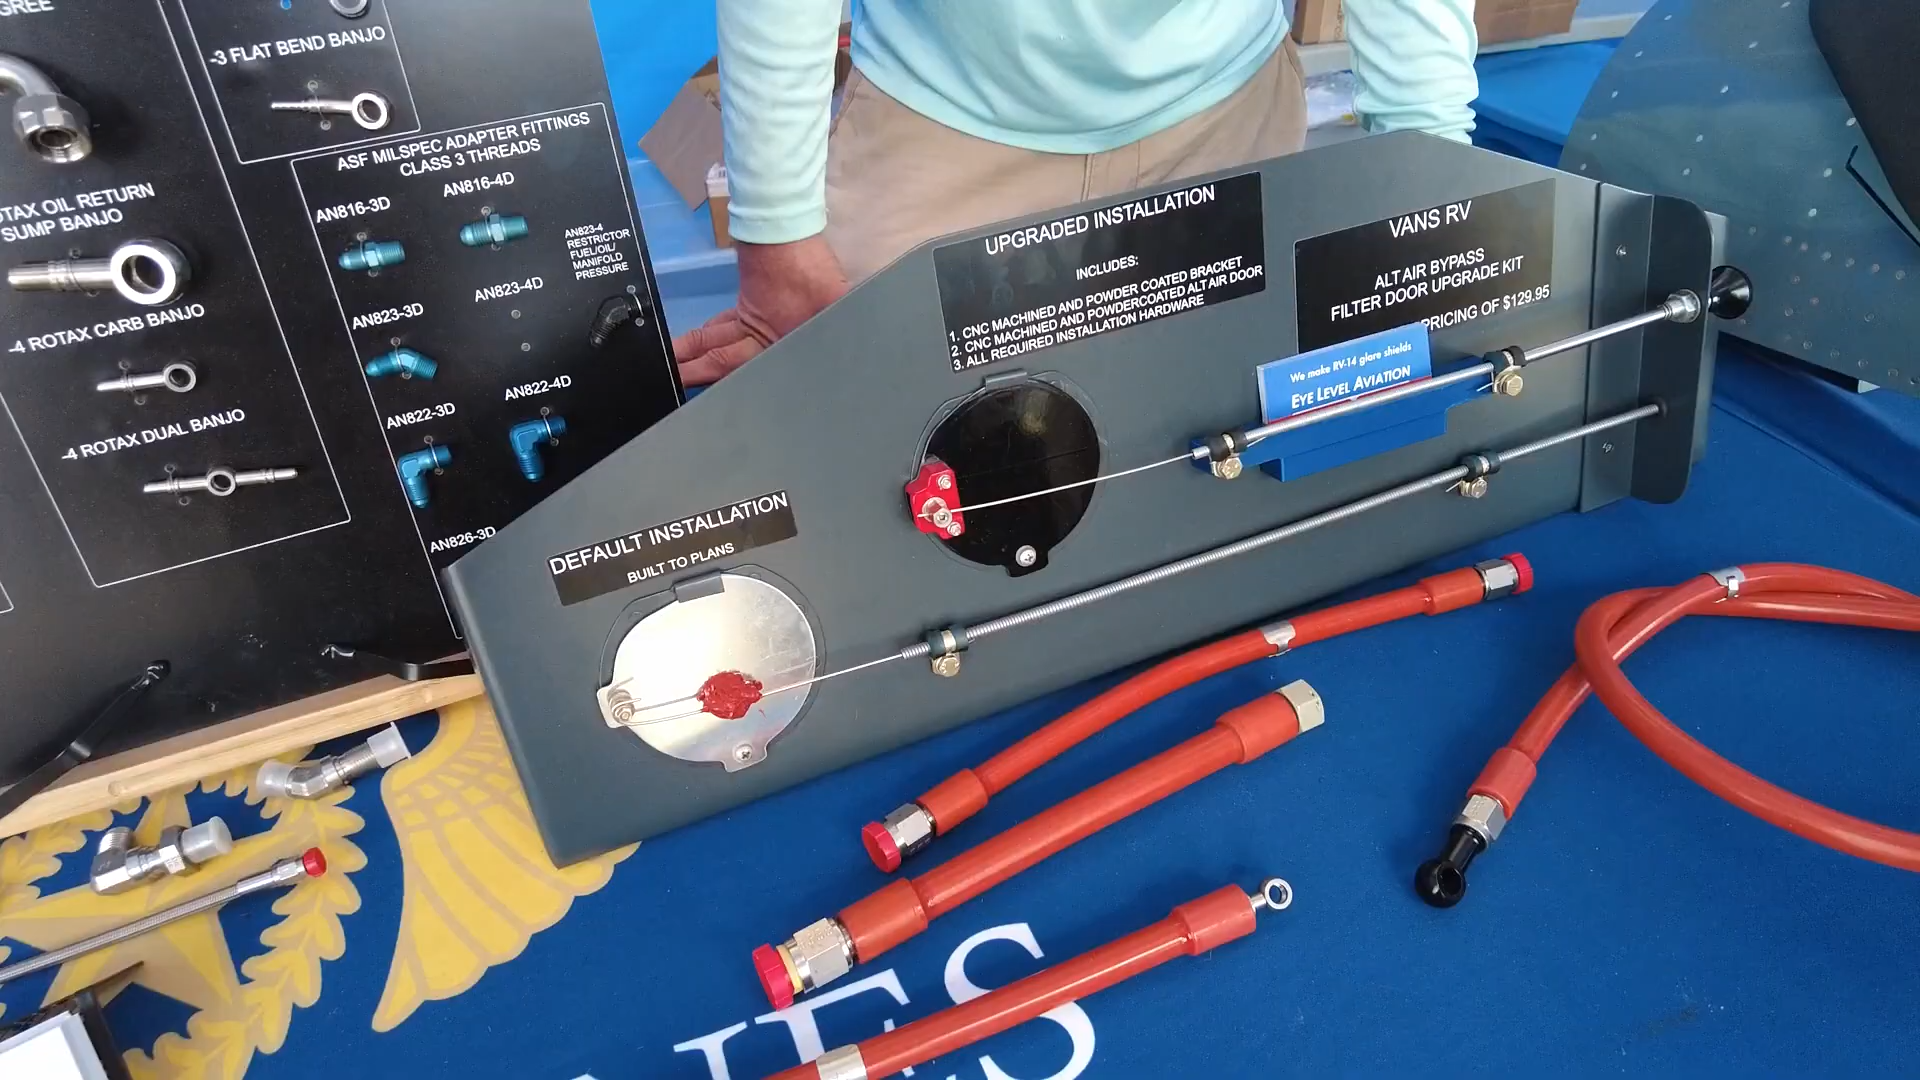 -3 FLAT BEND BANJO
OIL RETURN
SUMP BANJO
-4 ROTAX CARB BANJO
-4 ROTAX DUAL BANJO
ASF MILSPEC ADAPTER FITTINGS
CLASS 3 THREADS
AN816-3D
AN816-4D
AN823-3D
AN823-4D
AN823-4
RESTRICTOR
FUEL/OIL/
MANIFOLD
PRESSURE
AN822-3D
AN822-4D
AN826-3D
DEFAULT INSTALLATION
BUILT TO PLANS
UPGRADED INSTALLATION
INCLUDES:
1. CNC MACHINED AND POWDER COATED BRACKET
2. CNC MACHINED AND POWDERCOATED ALT AIR DOOR
3. ALL REQUIRED INSTALLATION HARDWARE
VANS RV
ALT AIR BYPASS
FILTER DOOR UPGRADE KIT
PRICING OF $129.95
We make RV-14 glare shields
EYE LEVEL AVIATION